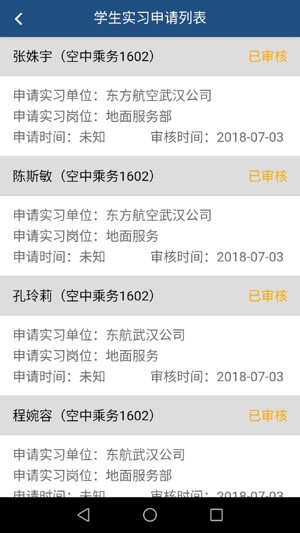 学生实习申请列表
张姝宇（空中乘务1602） 已审核
申请实习单位：东方航空武汉公司
申请实习岗位：地面服务部
申请时间：未知 审核时间：2018-07-03
陈斯敏（空中乘务1602） 已审核
申请实习单位：东方航空武汉公司
申请实习岗位：地面服务
申请时间：未知 审核时间：2018-07-03
孔玲莉（空中乘务1602） 已审核
申请实习单位：东航武汉公司
申请实习岗位：地面服务
申请时间：未知 审核时间：2018-07-03
程婉容（空中乘务1602） 已审核
申请实习单位：东航武汉公司
申请实习岗位：地面服务部
申请时间：未知 审核时间：2018-07-03